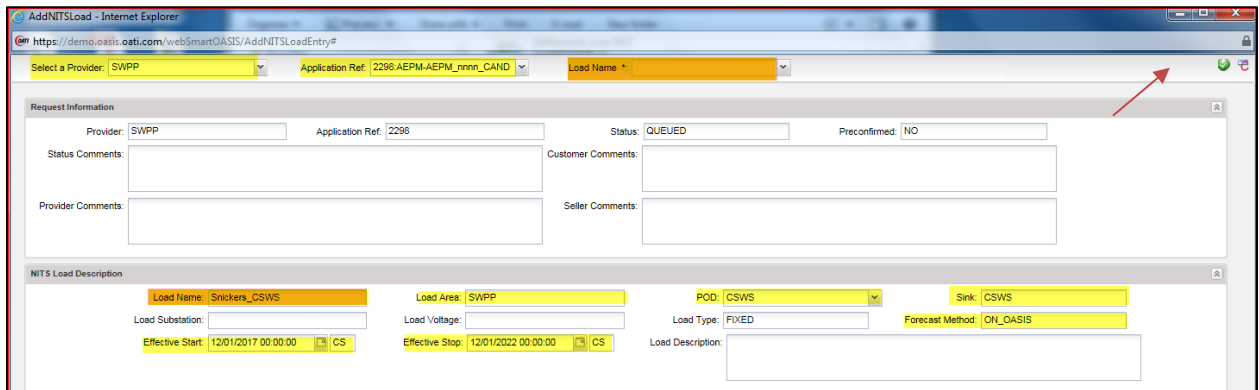 AddNITSLoad - Internet Explorer
https://demo.oasis.oati.com/webSmartOASIS/AddNITSLoadEntry#
Select a Provider: SWPP Application Ref: 2298:AEPM-AEPM_nnnn_CAND Load Name *:
Request Information
Provider: SWPP Application Ref: 2298 Status: QUEUED Preconfirmed: NO
Status Comments: Customer Comments:
Provider Comments: Seller Comments:
NITS Load Description
Load Name: Snickers_CSWS Load Area: SWPP POD: CSWS Sink: CSWS
Load Substation: Load Voltage: Load Type: FIXED Forecast Method: ON_OASIS
Effective Start: 12/01/2017 00:00:00 CS Effective Stop: 12/01/2022 00:00:00 CS Load Description: